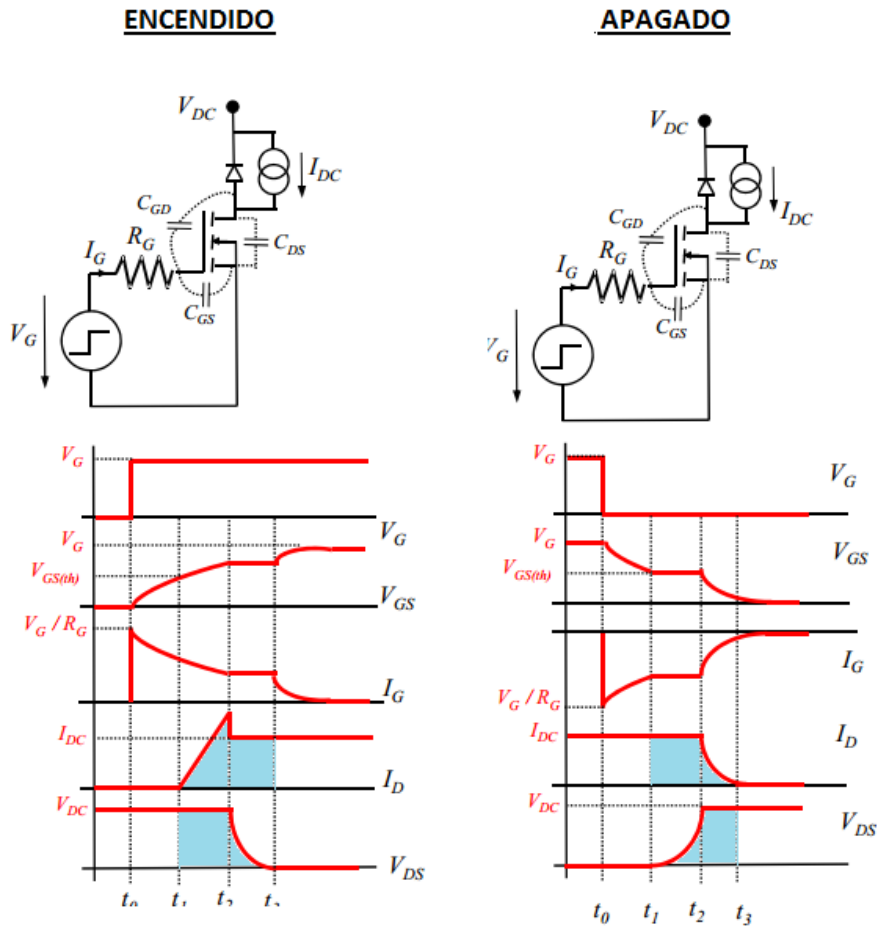 ENCENDIDO
V_DC
I_DC
C_GD
R_G
I_G
C_DS
C_GS
V_G
V_G
V_G
V_G
V_GS(th)
V_GS
V_G / R_G
I_G
I_DC
I_D
V_DC
V_DS
t_0 t_1 t_2
APAGADO
V_DC
I_DC
C_GD
R_G
I_G
C_DS
C_GS
V_G
V_G
V_G
V_G
V_GS
V_GS(th)
I_G
V_G / R_G
I_DC
I_D
V_DC
V_DS
t_0 t_1 t_2 t_3